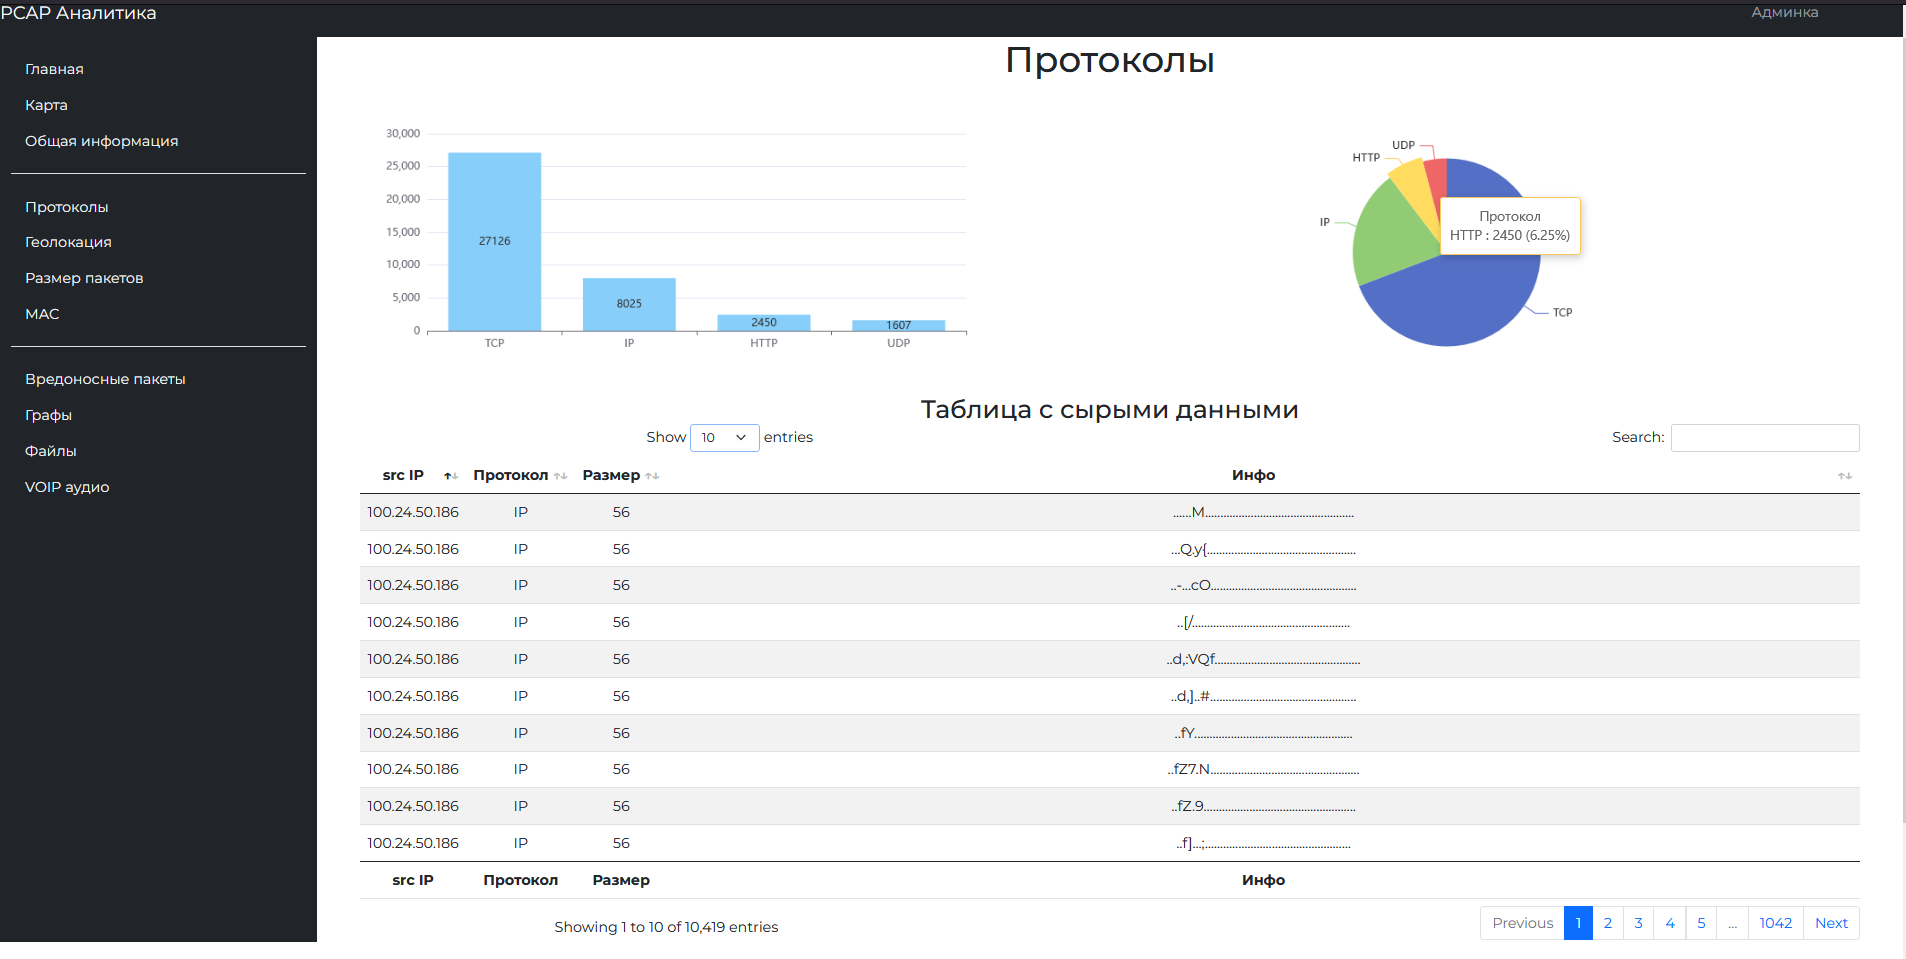 PCAP Аналитика
Админка
Главная
Карта
Общая информация
Протоколы
Геолокация
Размер пакетов
MAC
Вредоносные пакеты
Графы
Файлы
VOIP аудио
Протоколы
30,000
25,000
20,000
15,000
10,000
5,000
0
27126
8025
2450
1607
TCP IP HTTP UDP
UDP
HTTP
IP
TCP
Протокол
HTTP : 2450 (6.25%)
Таблица с сырыми данными
Show 10 entries
Search:
src IP Протокол Размер Инфо
100.24.50.186 IP 56 ......M.................................................
100.24.50.186 IP 56 ...Q.y{.................................................
100.24.50.186 IP 56 ..-...cO................................................
100.24.50.186 IP 56 ..[/....................................................
100.24.50.186 IP 56 ..d,:VQf................................................
100.24.50.186 IP 56 ..d,]..#................................................
100.24.50.186 IP 56 ..fY....................................................
100.24.50.186 IP 56 ..fZ7.N.................................................
100.24.50.186 IP 56 ..fZ.9..................................................
100.24.50.186 IP 56 ..f]...;................................................
src IP Протокол Размер Инфо
Showing 1 to 10 of 10,419 entries
Previous 1 2 3 4 5 ... 1042 Next